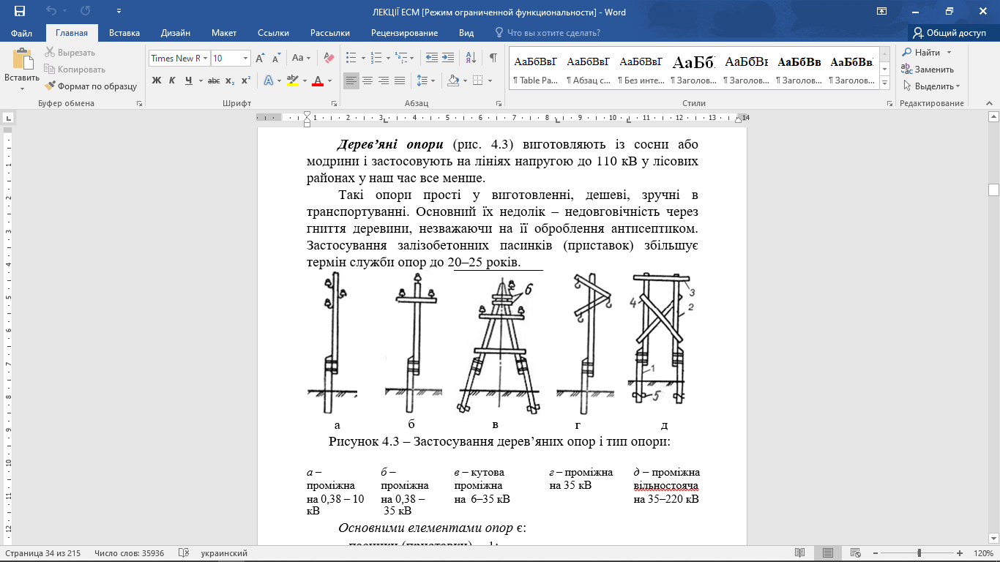 ЛЕКЦІЇ ЕСМ [Режим ограниченной функциональности] - Word
Файл Главная Вставка Дизайн Макет Ссылки Рассылки Рецензирование Вид Что вы хотите сделать? Общий доступ
Вставить
Вырезать
Копировать
Формат по образцу
Буфер обмена
Times New R 10
Ж К Ч abc x₂ x²
Шрифт
Абзац
АаБбВвГ АаБбВвГ АаБбВвГ АаБб АаБбВв АаБбВв АаБбВв
¶ Table Pa... ¶ Абзац с... ¶ Без инте... ¶ Заголов... ¶ Заголов... ¶ Заголов... ¶ Заголов...
Стили
Найти
Заменить
Выделить
Редактирование
1 2 3 4 5 6 7 8 9 10 11 12 13 14
Дерев’яні опори (рис. 4.3) виготовляють із сосни або
модрини і застосовують на лініях напругою до 110 кВ у лісових
районах у наш час все менше.
Такі опори прості у виготовленні, дешеві, зручні в
транспортуванні. Основний їх недолік – недовговічність через
гниття деревини, незважаючи на її оброблення антисептиком.
Застосування залізобетонних пасинків (приставок) збільшує
термін служби опор до 20–25 років.
6
3
4
2
1
5
а б в г д
Рисунок 4.3 – Застосування дерев’яних опор і тип опори:
а –
проміжна
на 0,38 – 10
кВ
б –
проміжна
на 0,38 –
35 кВ
в – кутова
проміжна
на 6–35 кВ
г – проміжна
на 35 кВ
д – проміжна
вільностояча
на 35–220 кВ
Основними елементами опор є:
Страница 34 из 215 Число слов: 35936 украинский 120%